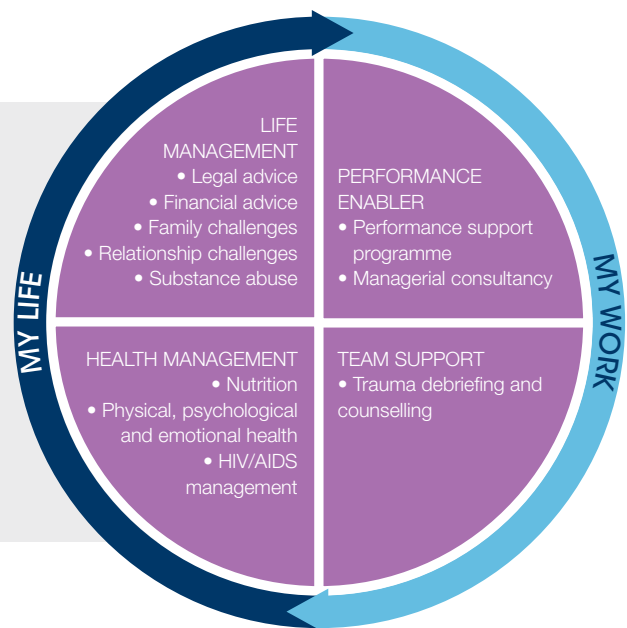 MY LIFE
LIFE
MANAGEMENT
• Legal advice
• Financial advice
• Family challenges
• Relationship challenges
• Substance abuse
PERFORMANCE
ENABLER
• Performance support
programme
• Managerial consultancy
HEALTH MANAGEMENT
• Nutrition
• Physical, psychological
and emotional health
• HIV/AIDS
management
TEAM SUPPORT
• Trauma debriefing and
counselling
MY WORK